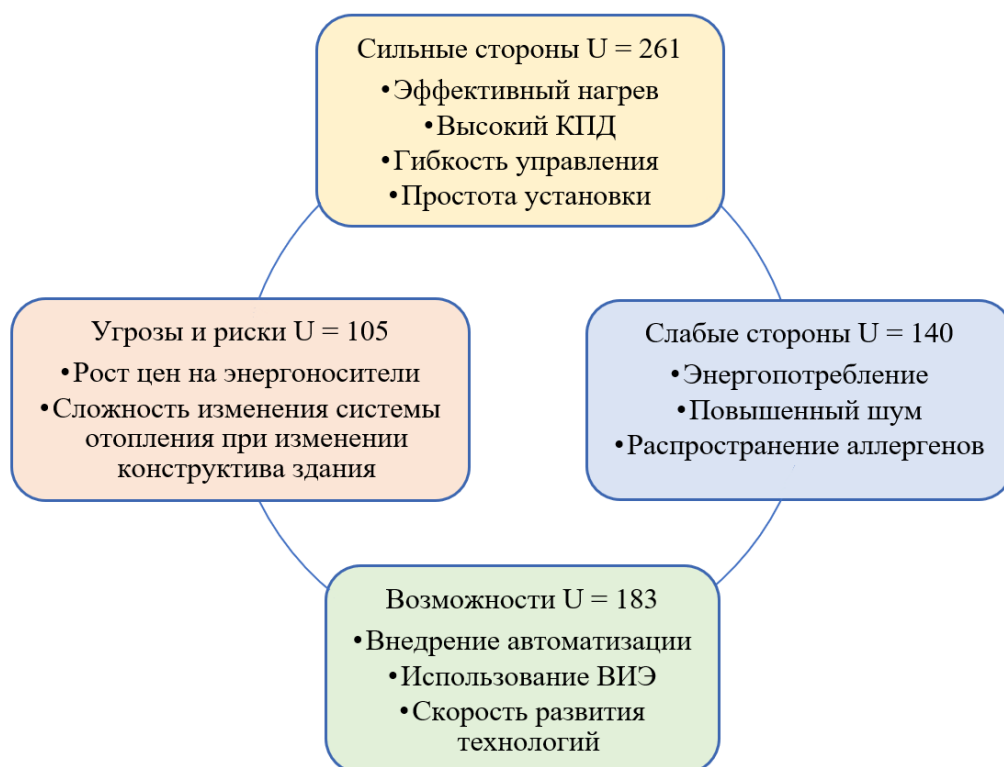 Сильные стороны U = 261
•Эффективный нагрев
•Высокий КПД
•Гибкость управления
•Простота установки
Угрозы и риски U = 105
•Рост цен на энергоносители
•Сложность изменения системы
отопления при изменении
конструктива здания
Слабые стороны U = 140
•Энергопотребление
•Повышенный шум
•Распространение аллергенов
Возможности U = 183
•Внедрение автоматизации
•Использование ВИЭ
•Скорость развития
технологий